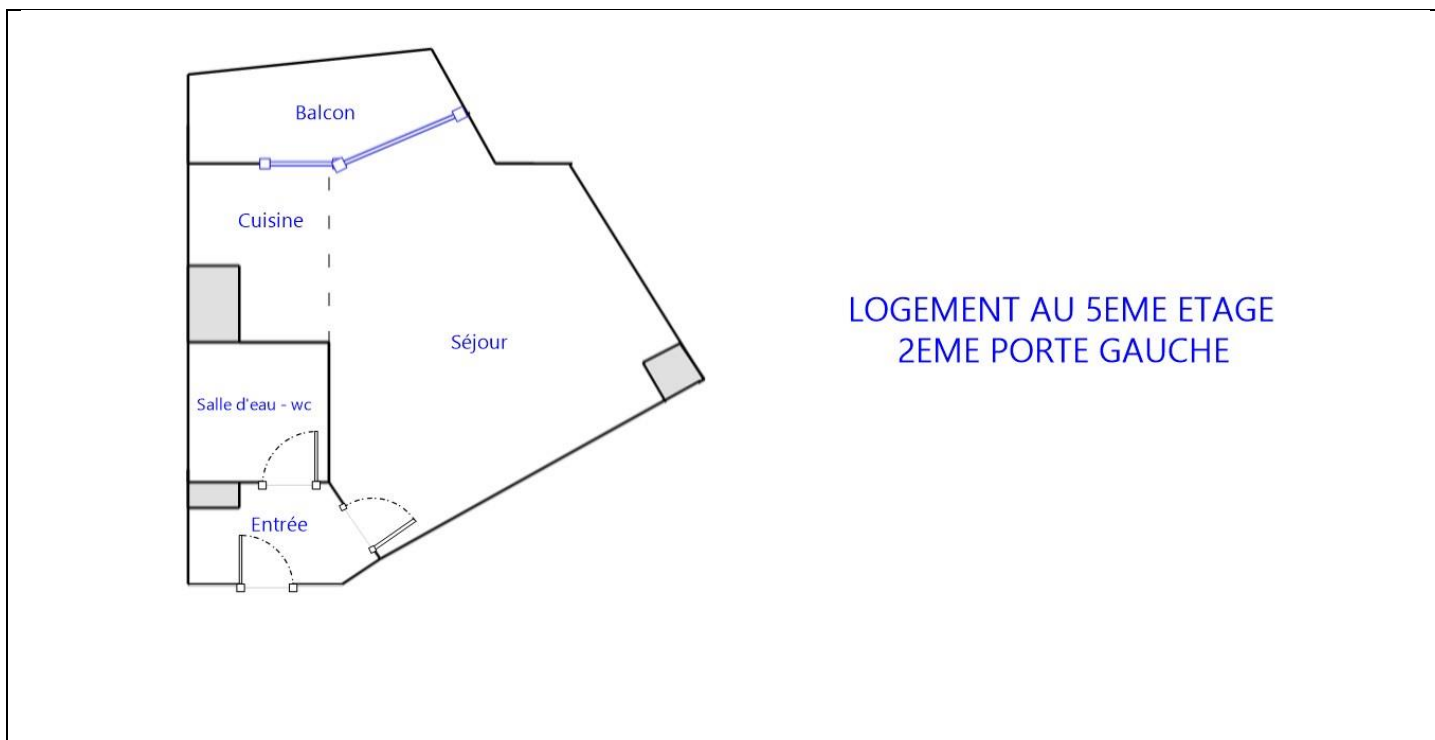 Balcon
Cuisine
Séjour
Salle d'eau - wc
Entrée
LOGEMENT AU 5EME ETAGE
2EME PORTE GAUCHE